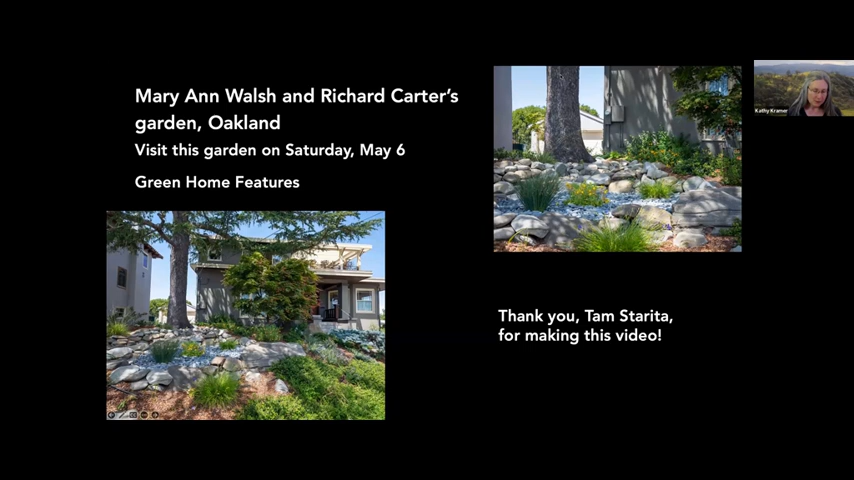 Mary Ann Walsh and Richard Carter's
garden, Oakland
Visit this garden on Saturday, May 6
Green Home Features
Thank you, Tam Starita,
for making this video!
Kathy Kramer